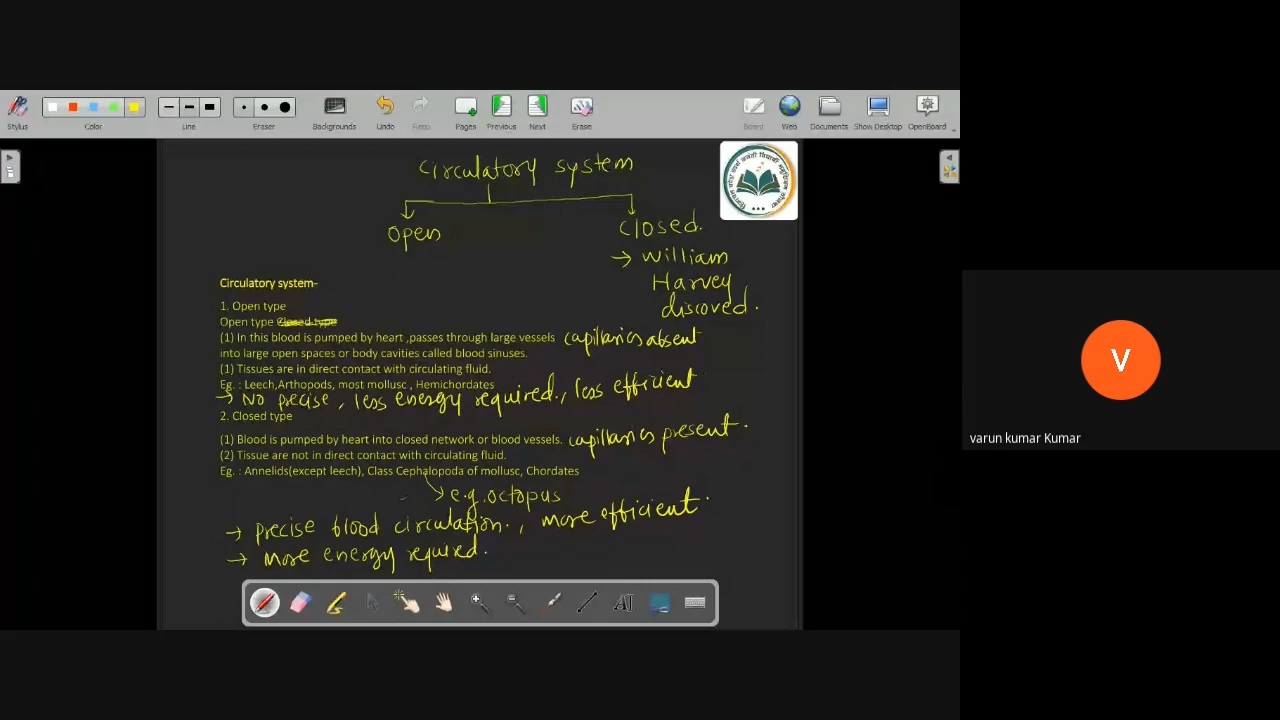 Stylus
Color
Line
Eraser
Backgrounds
Undo
Redo
Pages
Previous
Next
Erase
Board
Web
Documents
Show Desktop
OpenBoard
Circulatory system
Open
Closed.
→ William
Harvey
discoved.
Circulatory system-
1. Open type
Open type Closed type
(1) In this blood is pumped by heart ,passes through large vessels capillaries absent
into large open spaces or body cavities called blood sinuses.
(1) Tissues are in direct contact with circulating fluid.
Eg. : Leech,Arthopods, most mollusc , Hemichordates
→ No precise, less energy required., less efficient
2. Closed type
(1) Blood is pumped by heart into closed network or blood vessels. capillaries present.
(2) Tissue are not in direct contact with circulating fluid.
Eg. : Annelids(except leech), Class Cephalopoda of mollusc, Chordates
→ e.g. octopus
→ precise blood circulation., more efficient.
→ More energy required.
V
varun kumar Kumar